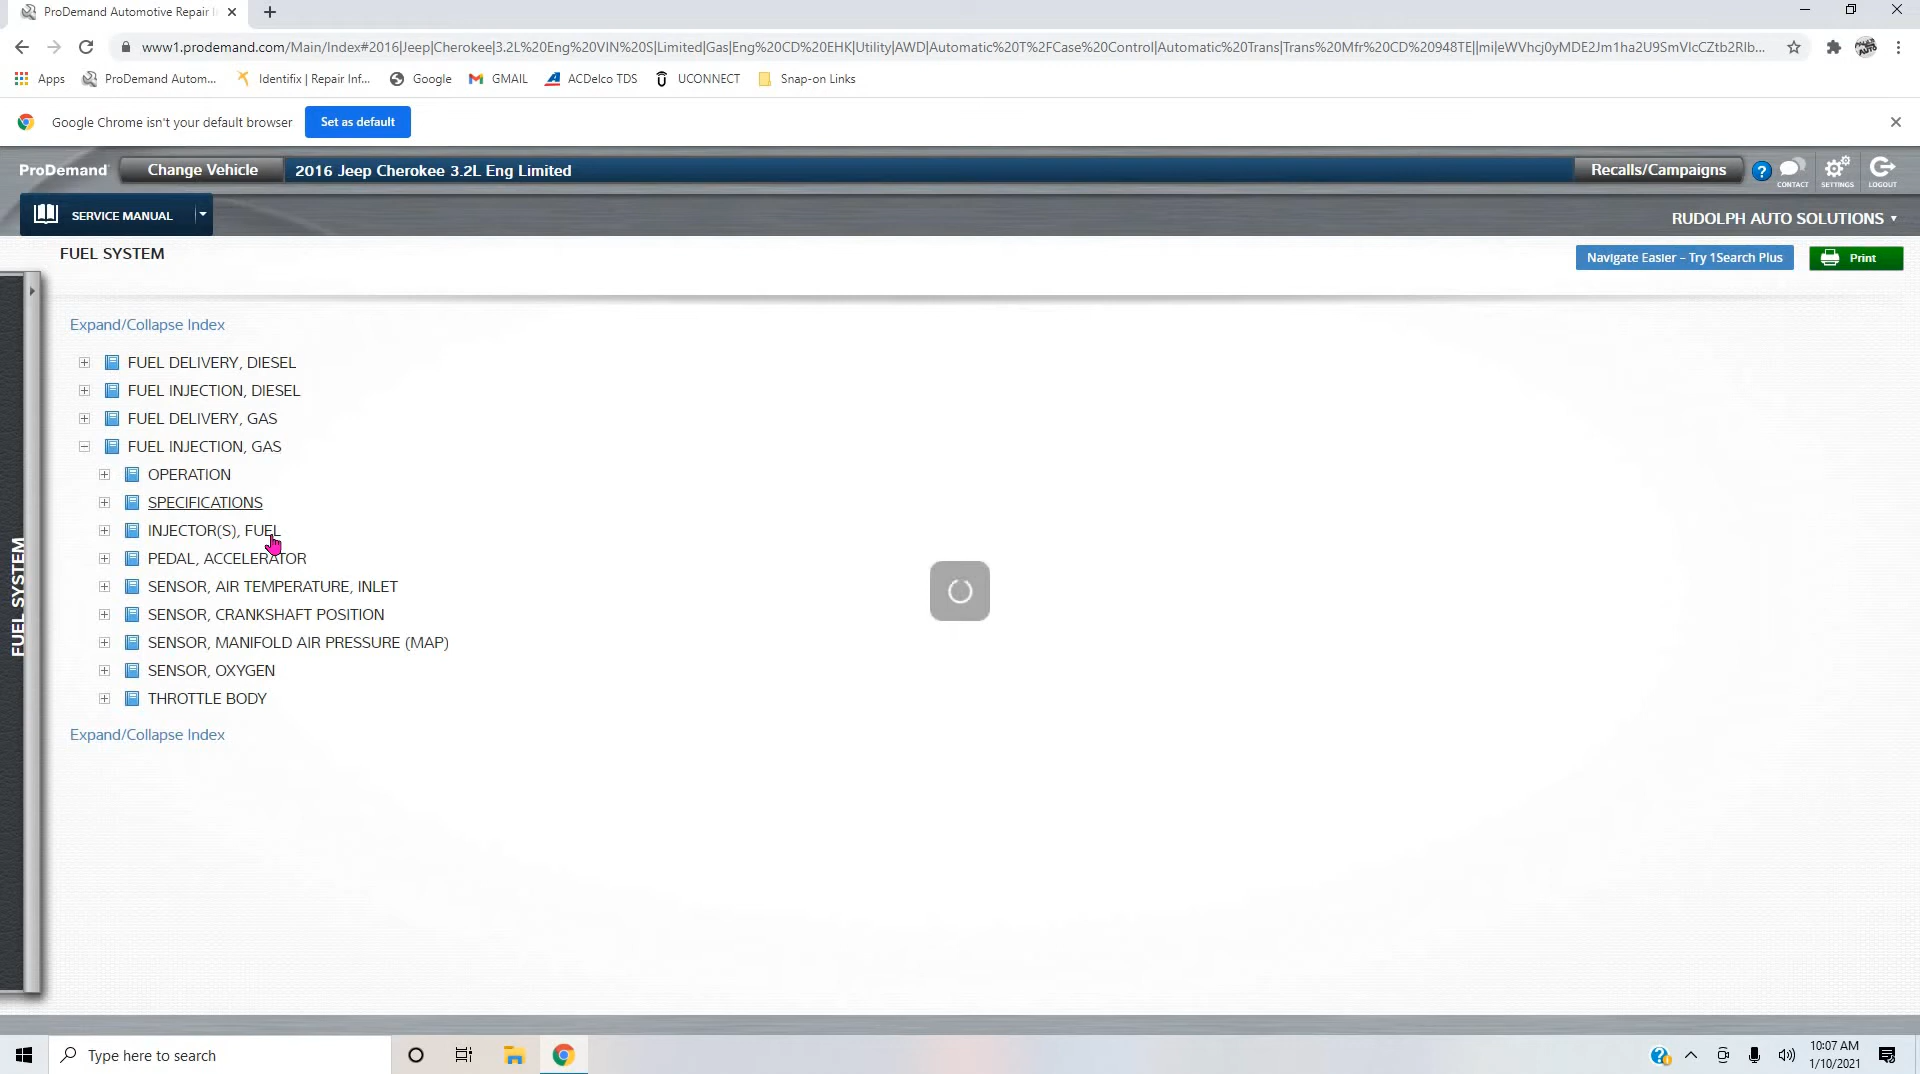 ProDemand Automotive Repair I
www1.prodemand.com/Main/Index#2016|Jeep|Cherokee|3.2L%20Eng%20VIN%20S|Limited|Gas|Eng%20CD%20EHK|Utility|AWD|Automatic%20T%2FCase%20Control|Automatic%20Trans|Trans%20Mfr%20CD%20948TE||mi|
Apps ProDemand Autom... Identifix | Repair Inf... Google GMAIL ACDelco TDS UCONNECT Snap-on Links
Google Chrome isn't your default browser Set as default
ProDemand Change Vehicle 2016 Jeep Cherokee 3.2L Eng Limited Recalls/Campaigns ? CONTACT SETTINGS LOGOUT
SERVICE MANUAL RUDOLPH AUTO SOLUTIONS
FUEL SYSTEM Navigate Easier – Try 1Search Plus Print
Expand/Collapse Index
FUEL DELIVERY, DIESEL
FUEL INJECTION, DIESEL
FUEL DELIVERY, GAS
FUEL INJECTION, GAS
OPERATION
SPECIFICATIONS
INJECTOR(S), FUEL
PEDAL, ACCELERATOR
SENSOR, AIR TEMPERATURE, INLET
SENSOR, CRANKSHAFT POSITION
SENSOR, MANIFOLD AIR PRESSURE (MAP)
SENSOR, OXYGEN
THROTTLE BODY
Expand/Collapse Index
FUEL SYSTEM
Type here to search
10:07 AM
1/10/2021